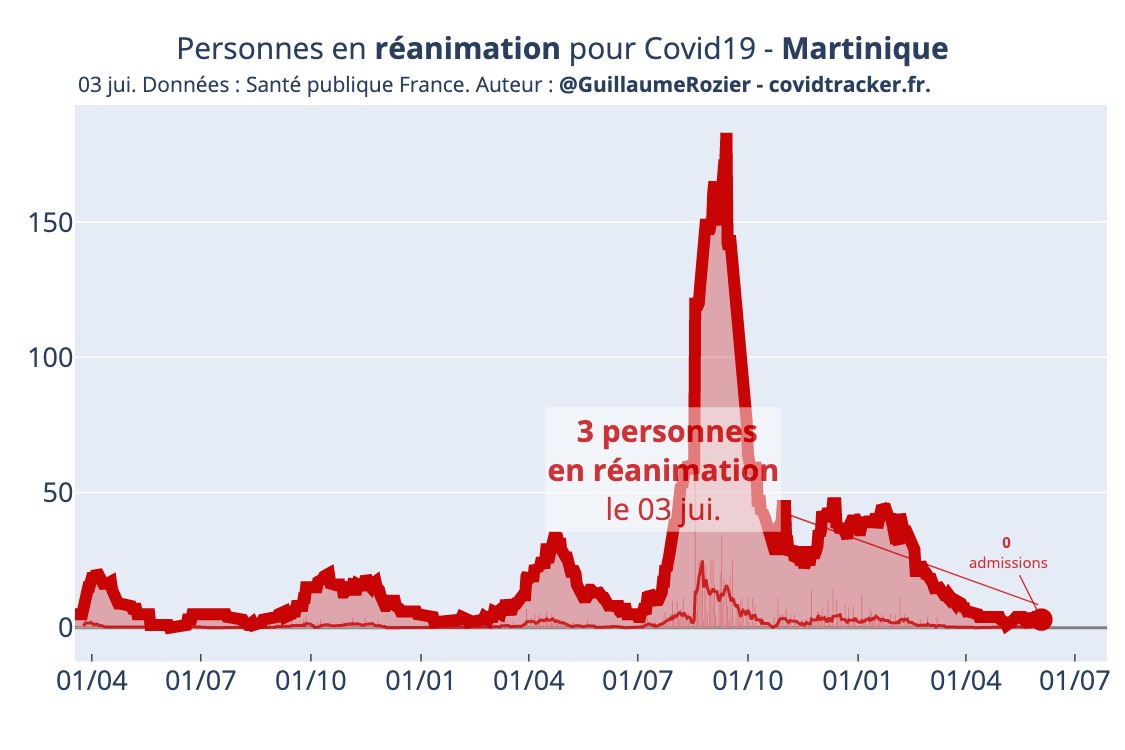 Personnes en réanimation pour Covid19 - Martinique
03 jui. Données : Santé publique France. Auteur : @GuillaumeRozier - covidtracker.fr.
150
100
3 personnes
en réanimation
le 03 jui.
50
0
admissions
0
01/04 01/07 01/10 01/01 01/04 01/07 01/10 01/01 01/04 01/07